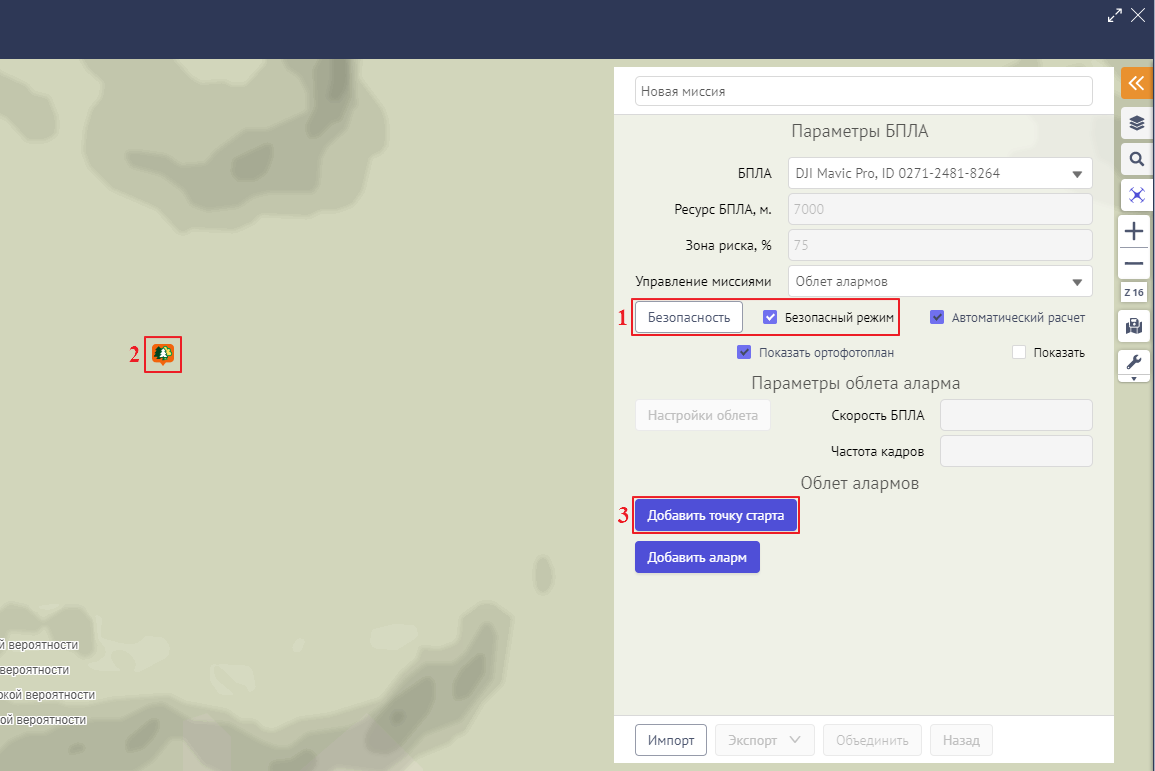 Новая миссия
Параметры БПЛА
БПЛА DJI Mavic Pro, ID 0271-2481-8264
Ресурс БПЛА, м. 7000
Зона риска, % 75
Управление миссиями Облет алармов
Z 16
1 Безопасность Безопасный режим Автоматический расчет
2
Показать ортофотоплан Показать
Параметры облета аларма
Настройки облета Скорость БПЛА
Частота кадров
Облет алармов
3 Добавить точку старта
Добавить аларм
й вероятности
вероятности
окой вероятности
ой вероятности
Импорт Экспорт Объединить Назад